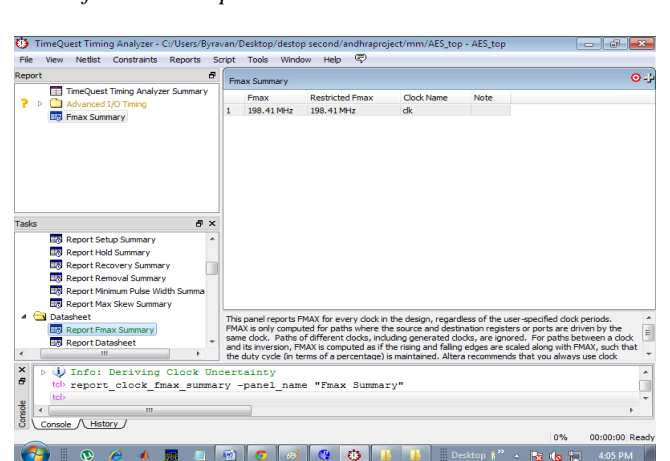 TimeQuest Timing Analyzer - C:/Users/Byravan/Desktop/destop second/andhraproject/mm/AES_top - AES_top
File View Netlist Constraints Reports Script Tools Window Help
Report
TimeQuest Timing Analyzer Summary
Advanced I/O Timing
Fmax Summary
Fmax Summary
Fmax Restricted Fmax Clock Name Note
1 198.41 MHz 198.41 MHz clk
Tasks
Report Setup Summary
Report Hold Summary
Report Recovery Summary
Report Removal Summary
Report Minimum Pulse Width Summa
Report Max Skew Summary
Datasheet
Report Fmax Summary
Report Datasheet
This panel reports FMAX for every clock in the design, regardless of the user-specified clock periods.
FMAX is only computed for paths where the source and destination registers or ports are driven by the
same clock. Paths of different clocks, including generated clocks, are ignored. For paths between a clock
and its inversion, FMAX is computed as if the rising and falling edges are scaled along with FMAX, such that
the duty cycle (in terms of a percentage) is maintained. Altera recommends that you always use clock
Info: Deriving Clock Uncertainty
tcl> report_clock_fmax_summary -panel_name "Fmax Summary"
tcl>
Console
Console History
0% 00:00:00 Ready
Desktop
4:05 PM